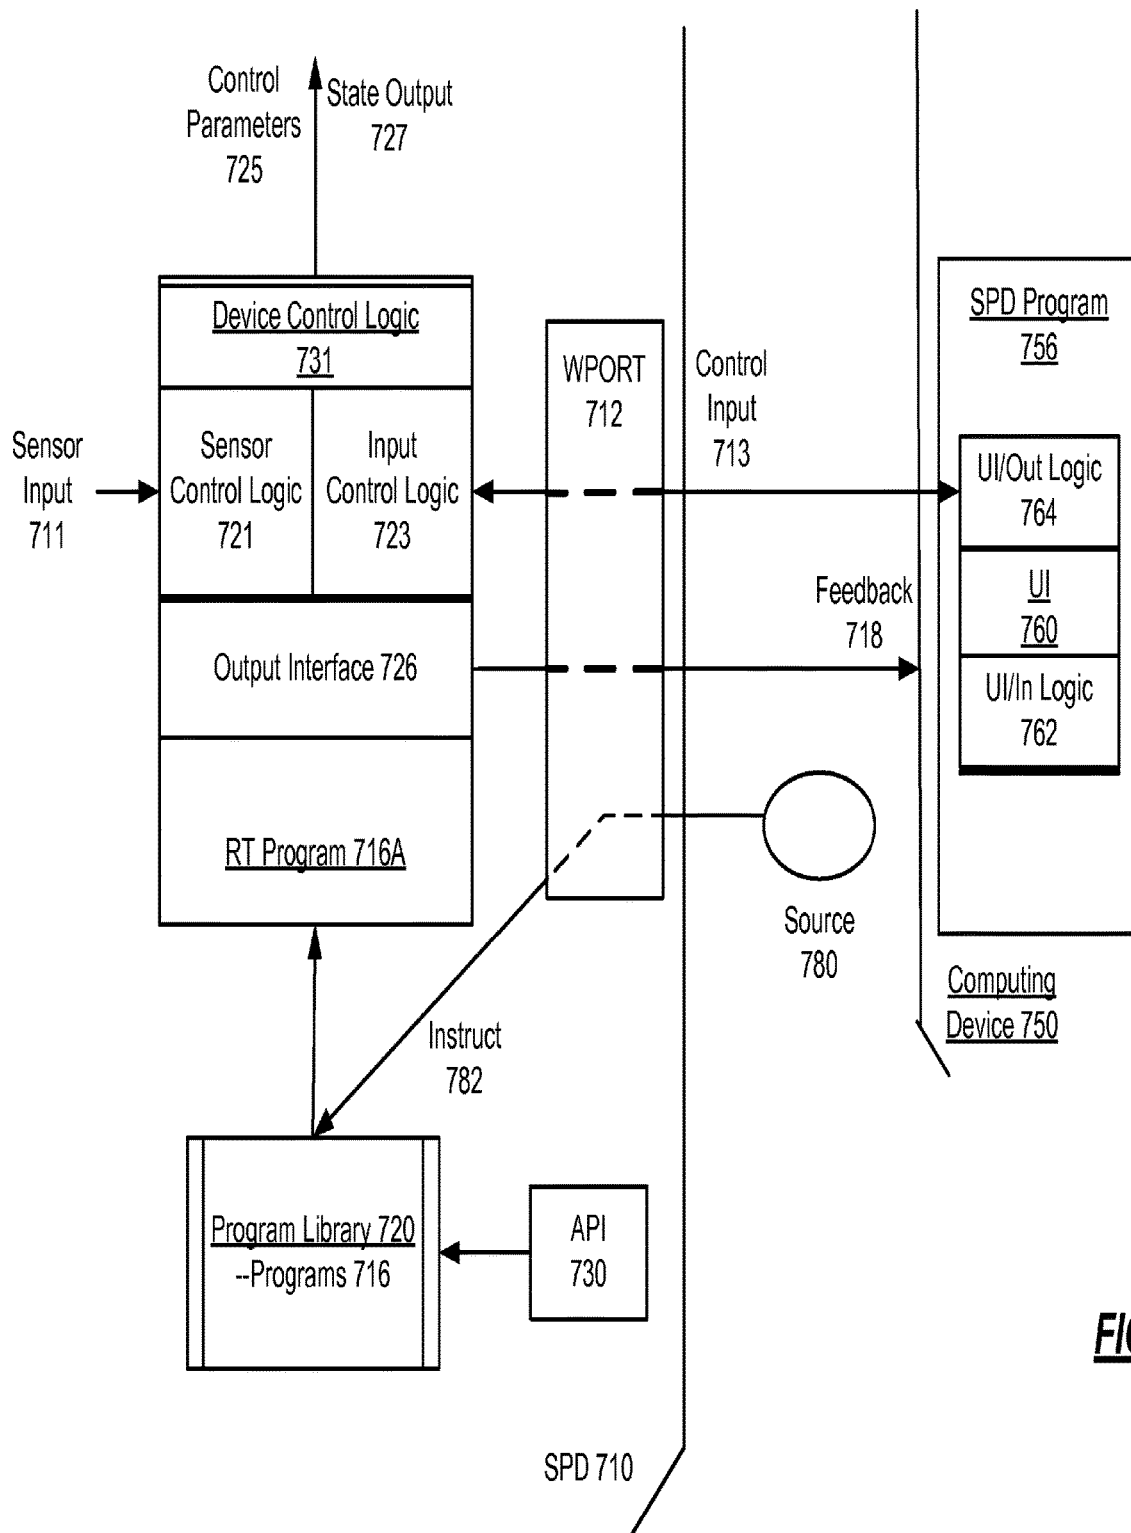 Control
Parameters
725
State Output
727
Device Control Logic
731
Sensor
Input
711
Sensor
Control Logic
721
Input
Control Logic
723
WPORT
712
Control
Input
713
SPD Program
756
UI/Out Logic
764
UI
760
UI/In Logic
762
Output Interface 726
Feedback
718
RT Program 716A
Source
780
Computing
Device 750
Instruct
782
Program Library 720
--Programs 716
API
730
SPD 710